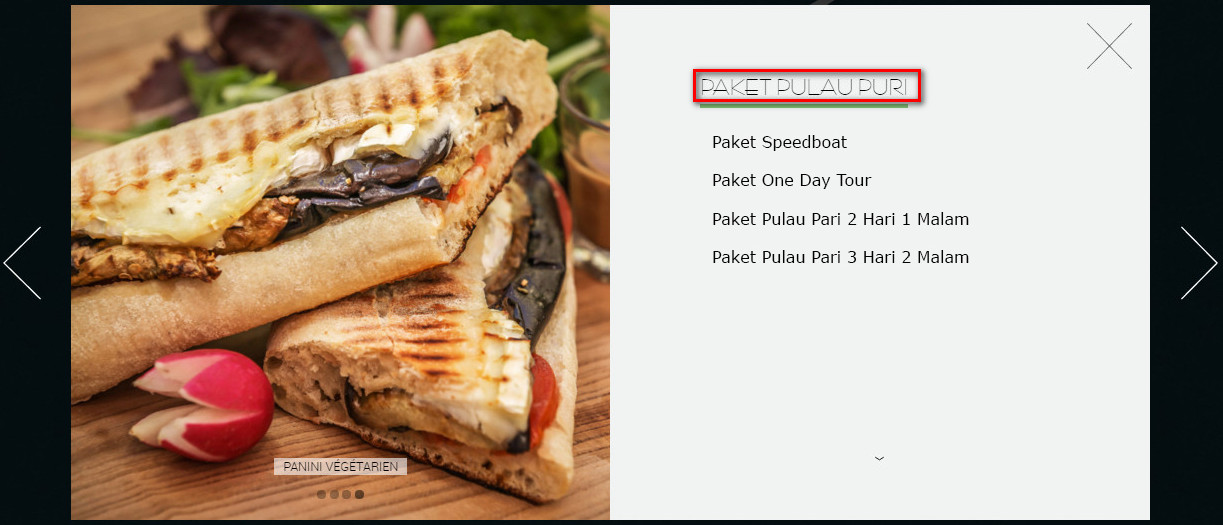 PAKET PULAU PURI
Paket Speedboat
Paket One Day Tour
Paket Pulau Pari 2 Hari 1 Malam
Paket Pulau Pari 3 Hari 2 Malam
PANINI VÉGÉTARIEN